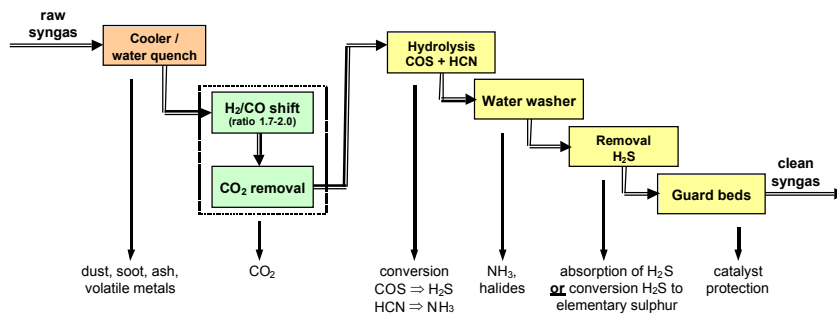 raw
syngas
Cooler /
water quench
H₂/CO shift
(ratio 1.7-2.0)
CO₂ removal
Hydrolysis
COS + HCN
Water washer
Removal
H₂S
Guard beds
clean
syngas
dust, soot, ash,
volatile metals
CO₂
conversion
COS ⇒ H₂S
HCN ⇒ NH₃
NH₃,
halides
absorption of H₂S
or conversion H₂S to
elementary sulphur
catalyst
protection